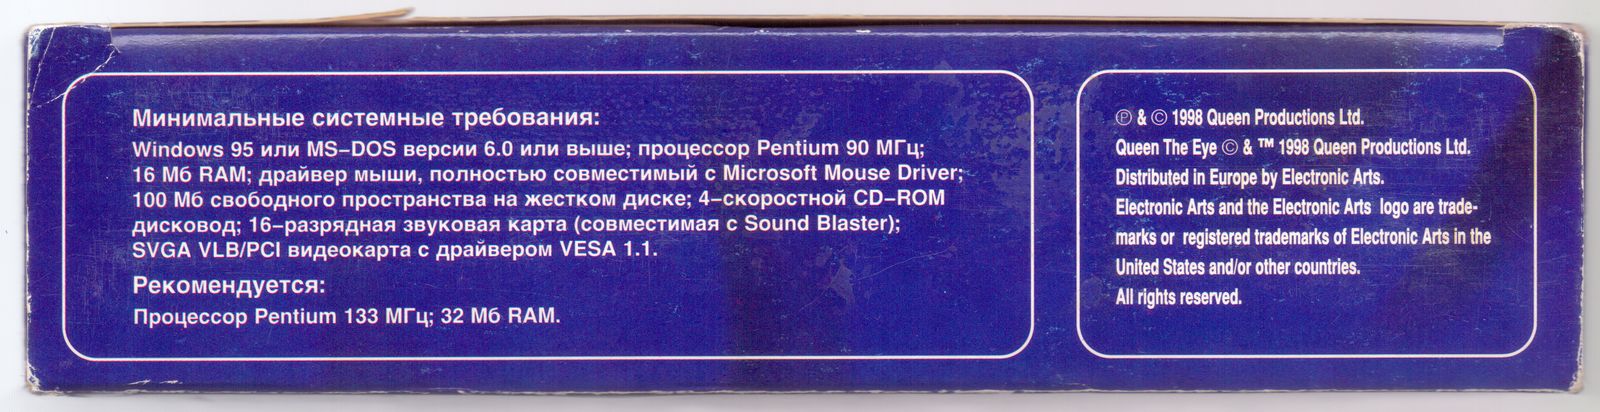 Минимальные системные требования:
Windows 95 или MS-DOS версии 6.0 или выше; процессор Pentium 90 МГц;
16 Мб RAM; драйвер мыши, полностью совместимый с Microsoft Mouse Driver;
100 Мб свободного пространства на жестком диске; 4-скоростной CD-ROM
дисковод; 16-разрядная звуковая карта (совместимая с Sound Blaster);
SVGA VLB/PCI видеокарта с драйвером VESA 1.1.
Рекомендуется:
Процессор Pentium 133 МГц; 32 Мб RAM.
℗ & © 1998 Queen Productions Ltd.
Queen The Eye © & ™ 1998 Queen Productions Ltd.
Distributed in Europe by Electronic Arts.
Electronic Arts and the Electronic Arts logo are trade-
marks or registered trademarks of Electronic Arts in the
United States and/or other countries.
All rights reserved.